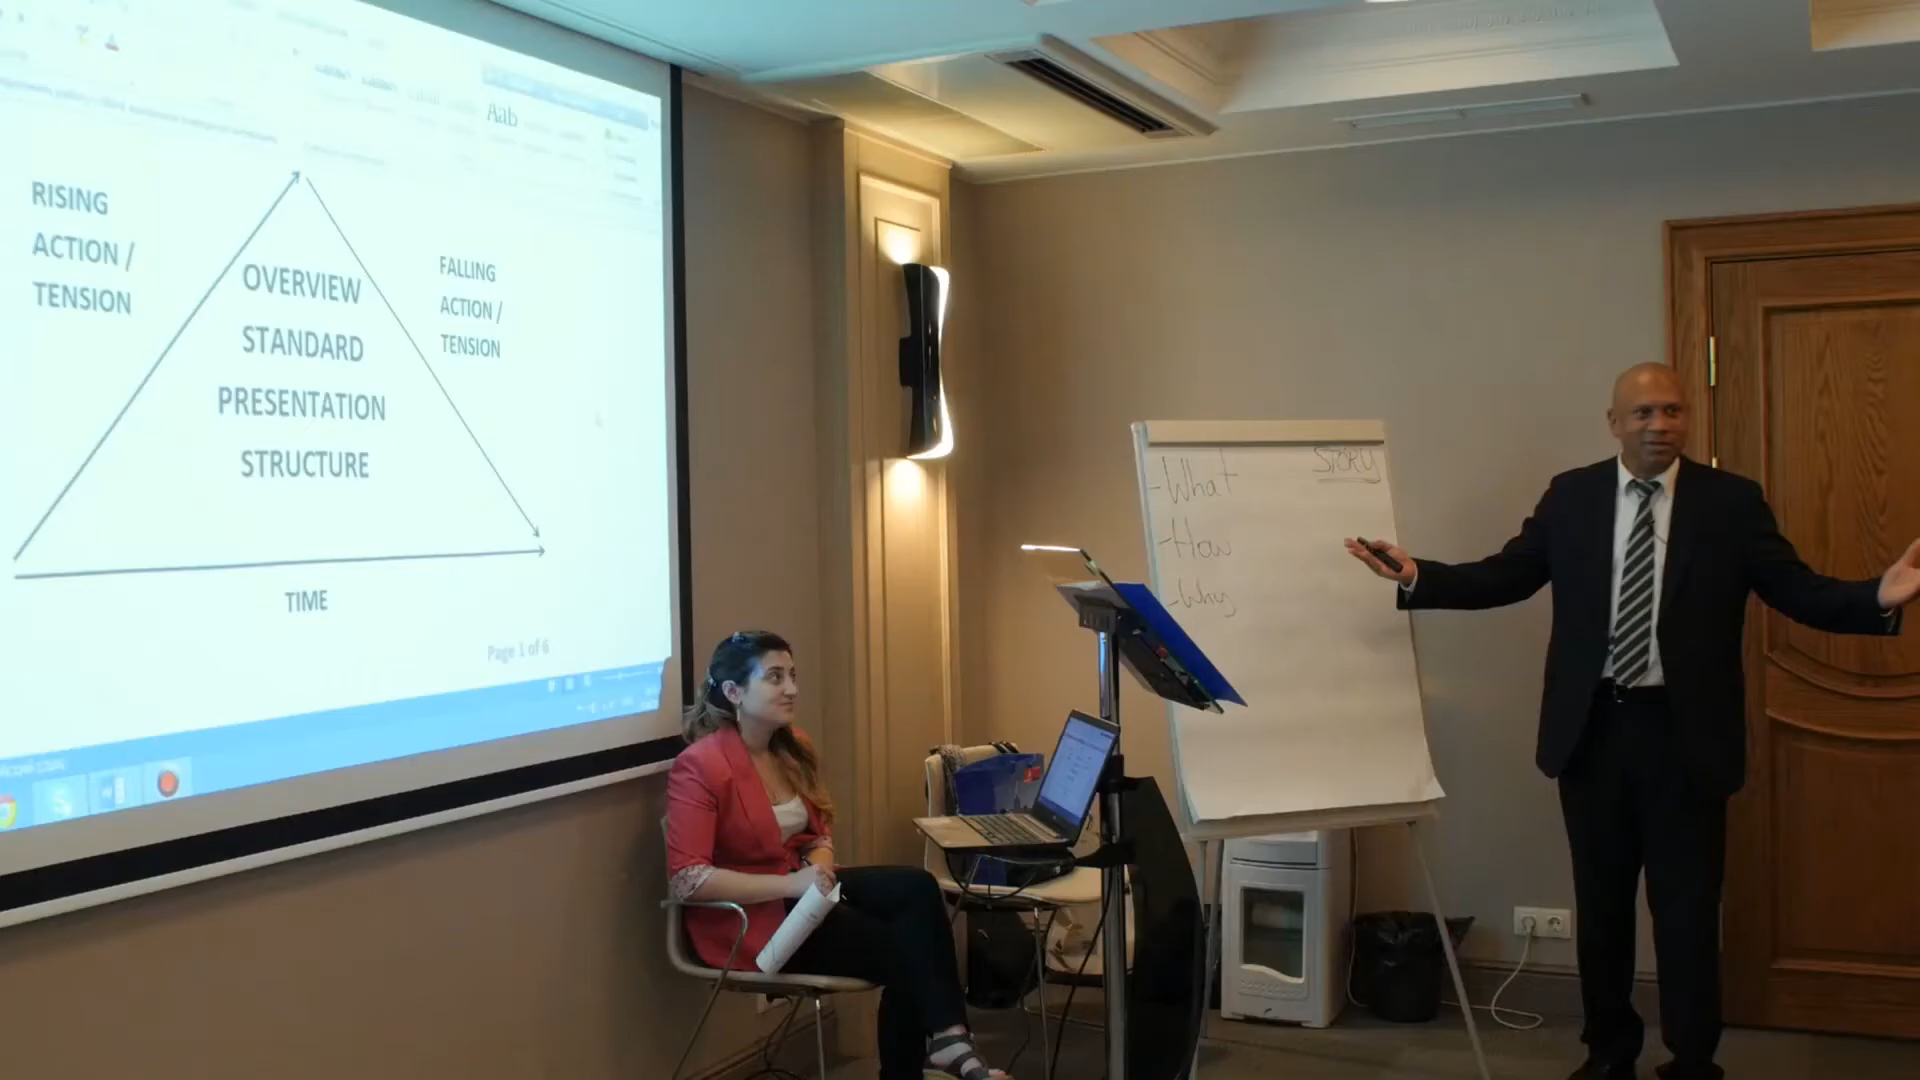 Aab
RISING
ACTION /
TENSION
OVERVIEW
STANDARD
PRESENTATION
STRUCTURE
FALLING
ACTION /
TENSION
TIME
Page 1 of 6
STORY
-What
-How
-Why